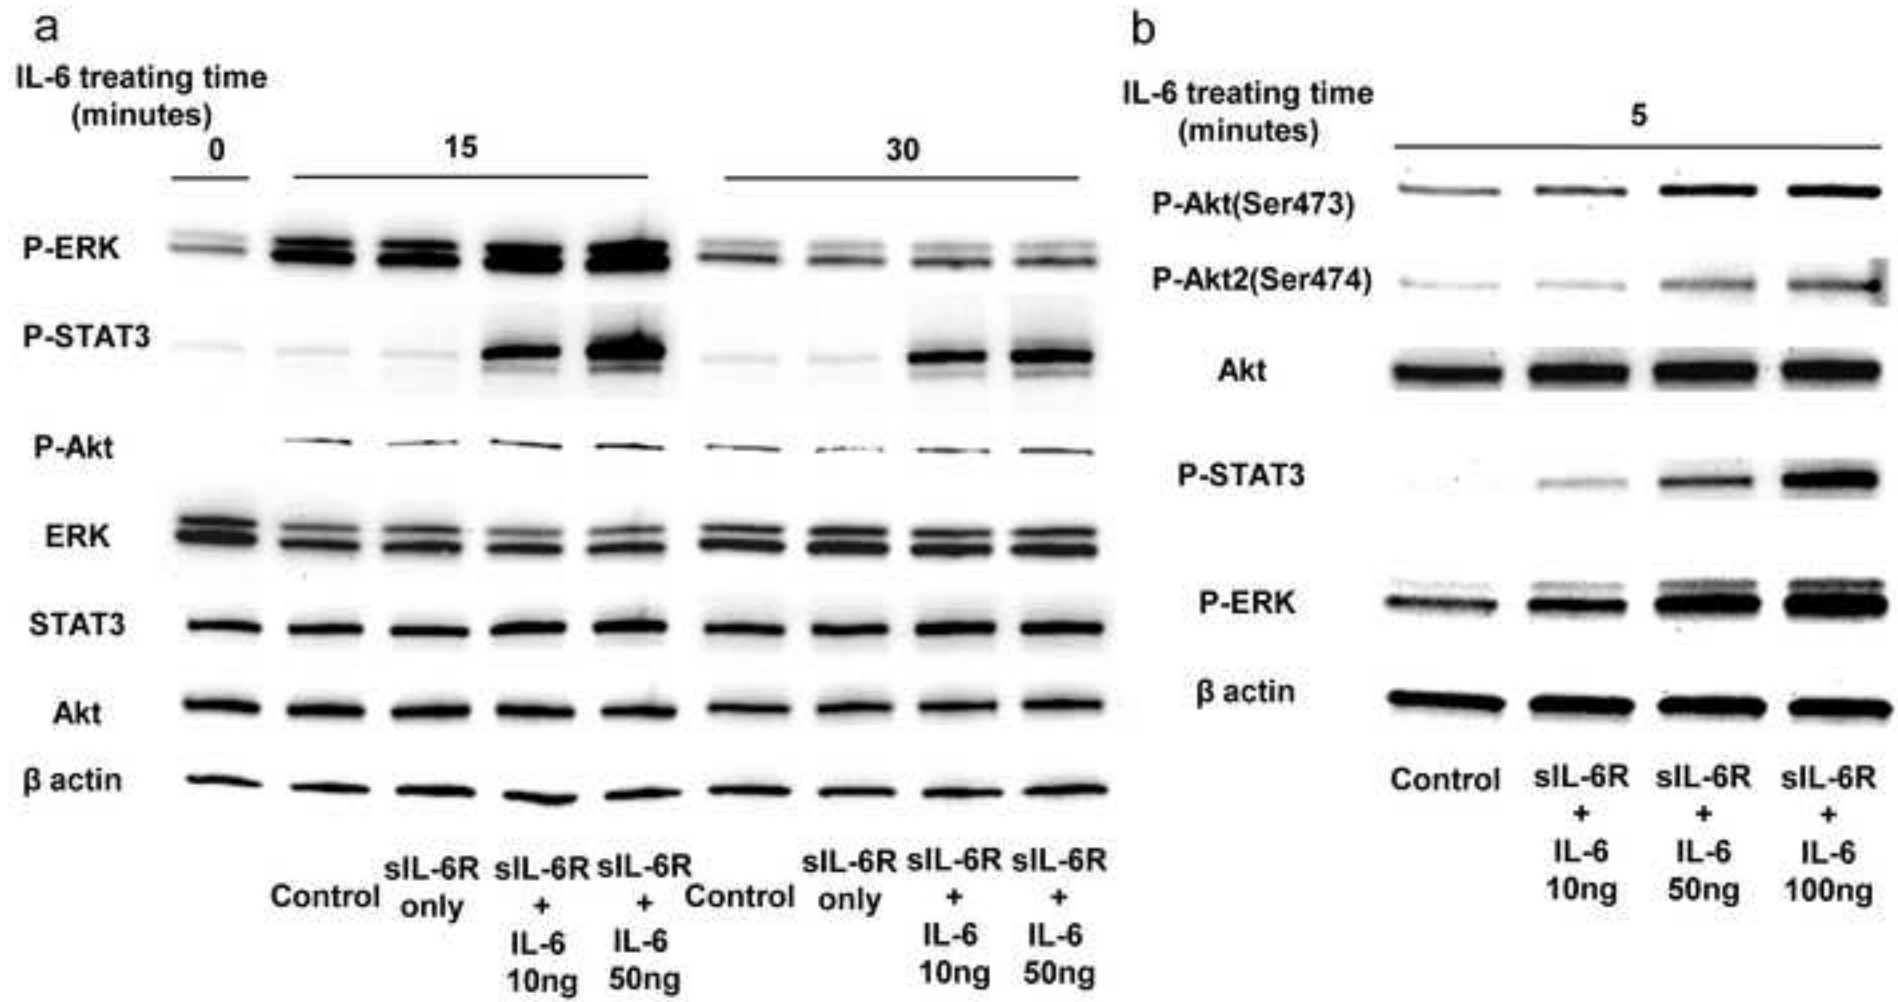 a
IL-6 treating time
(minutes)
0
15
30
P-ERK
P-STAT3
P-Akt
ERK
STAT3
Akt
β actin
Control
sIL-6R
only
sIL-6R
+
IL-6
10ng
sIL-6R
+
IL-6
50ng
Control
sIL-6R
only
sIL-6R
+
IL-6
10ng
sIL-6R
+
IL-6
50ng
b
IL-6 treating time
(minutes)
5
P-Akt(Ser473)
P-Akt2(Ser474)
Akt
P-STAT3
P-ERK
β actin
Control
sIL-6R
+
IL-6
10ng
sIL-6R
+
IL-6
50ng
sIL-6R
+
IL-6
100ng